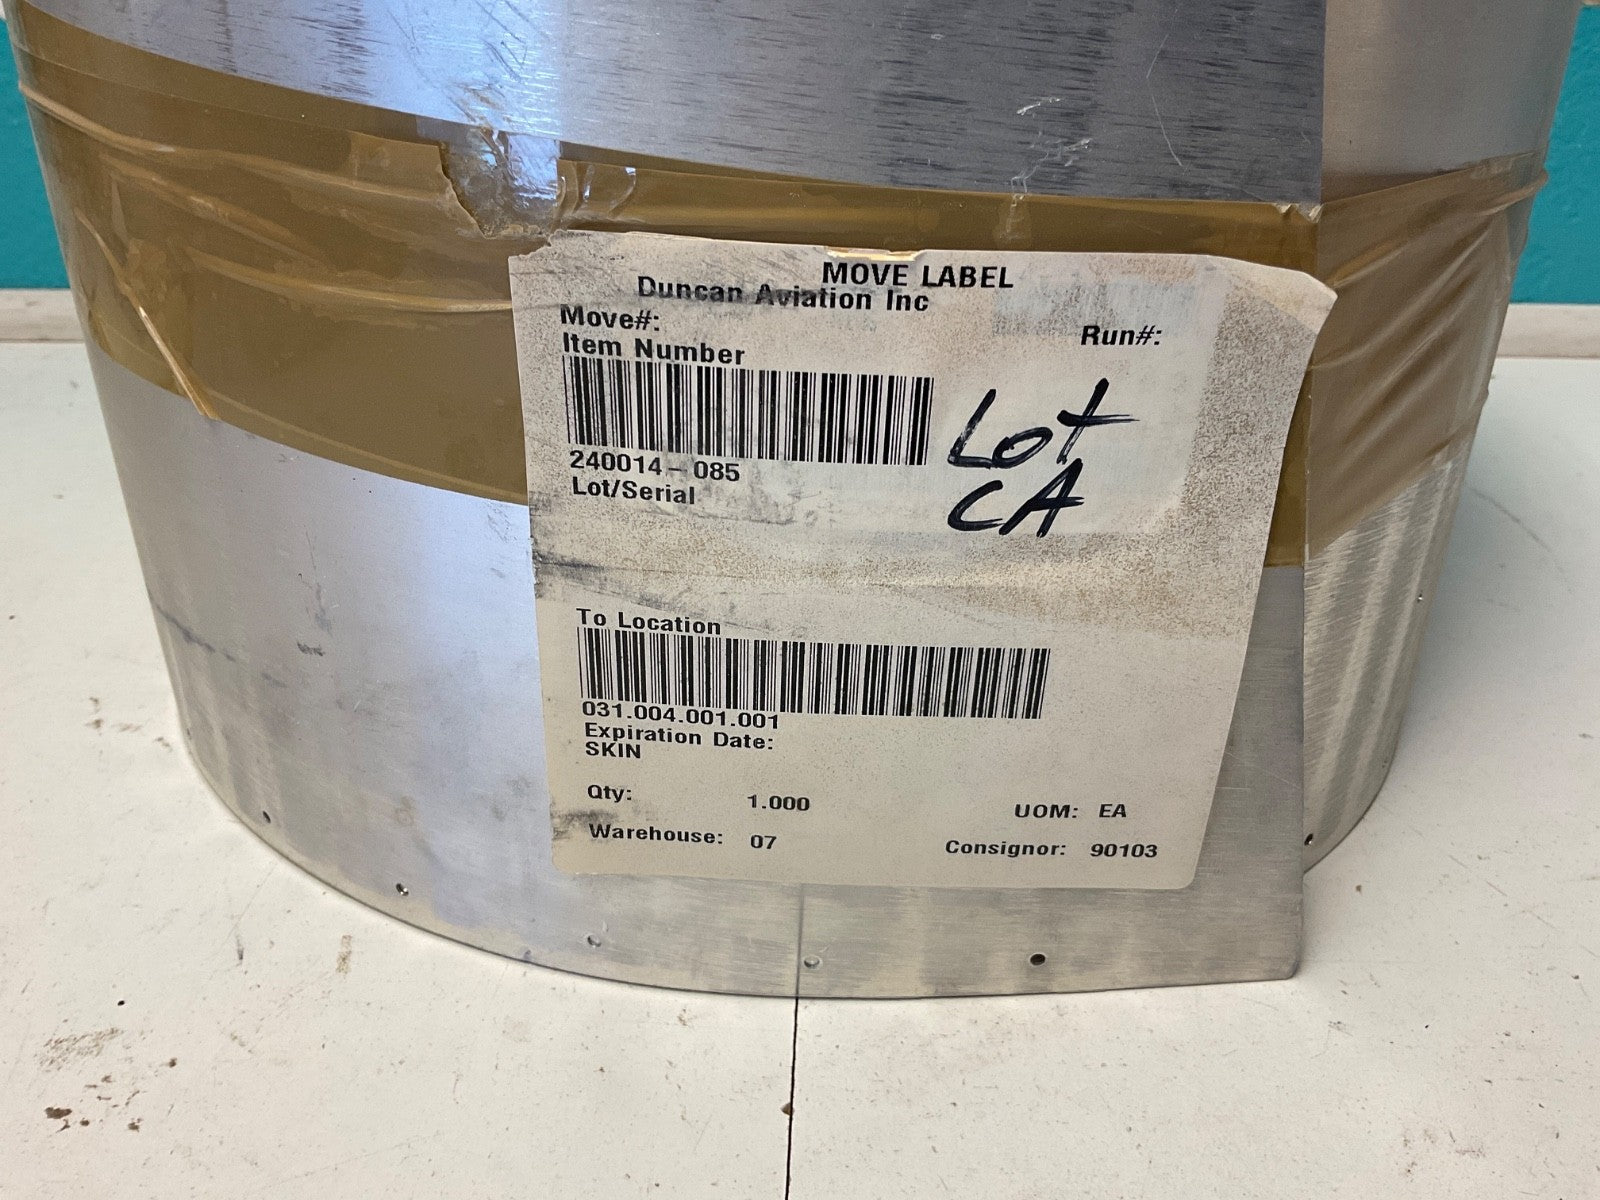 MOVE LABEL
Duncan Aviation Inc
Move#:
Run#:
Item Number
240014-085
Lot
CA
Lot/Serial
To Location
031.004.001.001
Expiration Date:
SKIN
Qty: 1.000 UOM: EA
Warehouse: 07 Consignor: 90103